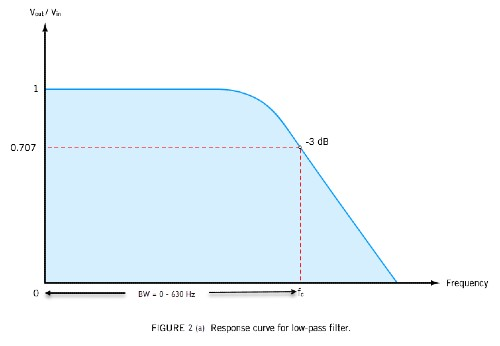 Vout / Vin
1
-3 dB
0.707
Frequency
0
BW = 0 - 630 Hz
fc
FIGURE 2 (a) Response curve for low-pass filter.